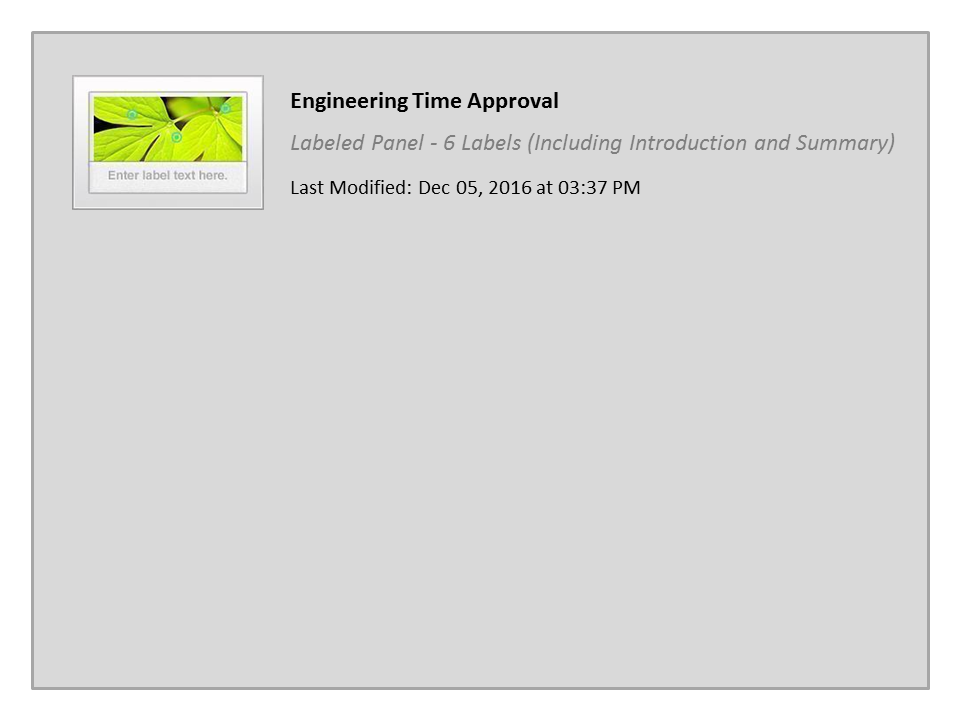 Engineering Time Approval
Labeled Panel - 6 Labels (Including Introduction and Summary)
Enter label text here.
Last Modified: Dec 05, 2016 at 03:37 PM